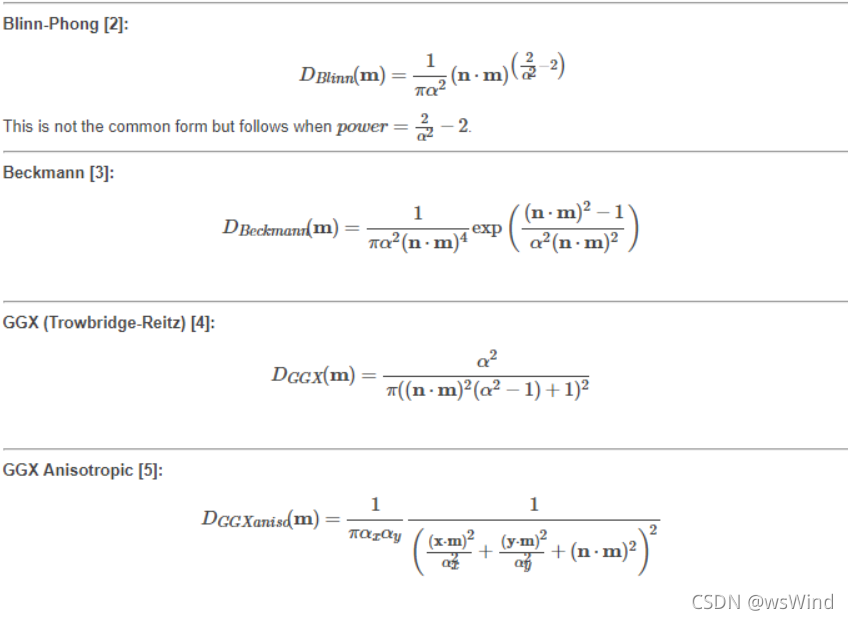 Blinn-Phong [2]:
D_{Blinn}(\mathbf{m}) = \frac{1}{\pi\alpha^2} (\mathbf{n} \cdot \mathbf{m})^{\left(\frac{2}{\alpha^2} - 2\right)}
This is not the common form but follows when power = \frac{2}{\alpha^2} - 2.
Beckmann [3]:
D_{Beckmann}(\mathbf{m}) = \frac{1}{\pi\alpha^2(\mathbf{n} \cdot \mathbf{m})^4} \exp\left(\frac{(\mathbf{n} \cdot \mathbf{m})^2 - 1}{\alpha^2(\mathbf{n} \cdot \mathbf{m})^2}\right)
GGX (Trowbridge-Reitz) [4]:
D_{GGX}(\mathbf{m}) = \frac{\alpha^2}{\pi((\mathbf{n} \cdot \mathbf{m})^2(\alpha^2 - 1) + 1)^2}
GGX Anisotropic [5]:
D_{GGXaniso}(\mathbf{m}) = \frac{1}{\pi\alpha_x\alpha_y} \frac{1}{\left(\frac{(\mathbf{x} \cdot \mathbf{m})^2}{\alpha_x^2} + \frac{(\mathbf{y} \cdot \mathbf{m})^2}{\alpha_y^2} + (\mathbf{n} \cdot \mathbf{m})^2\right)^2}
CSDN @wsWind